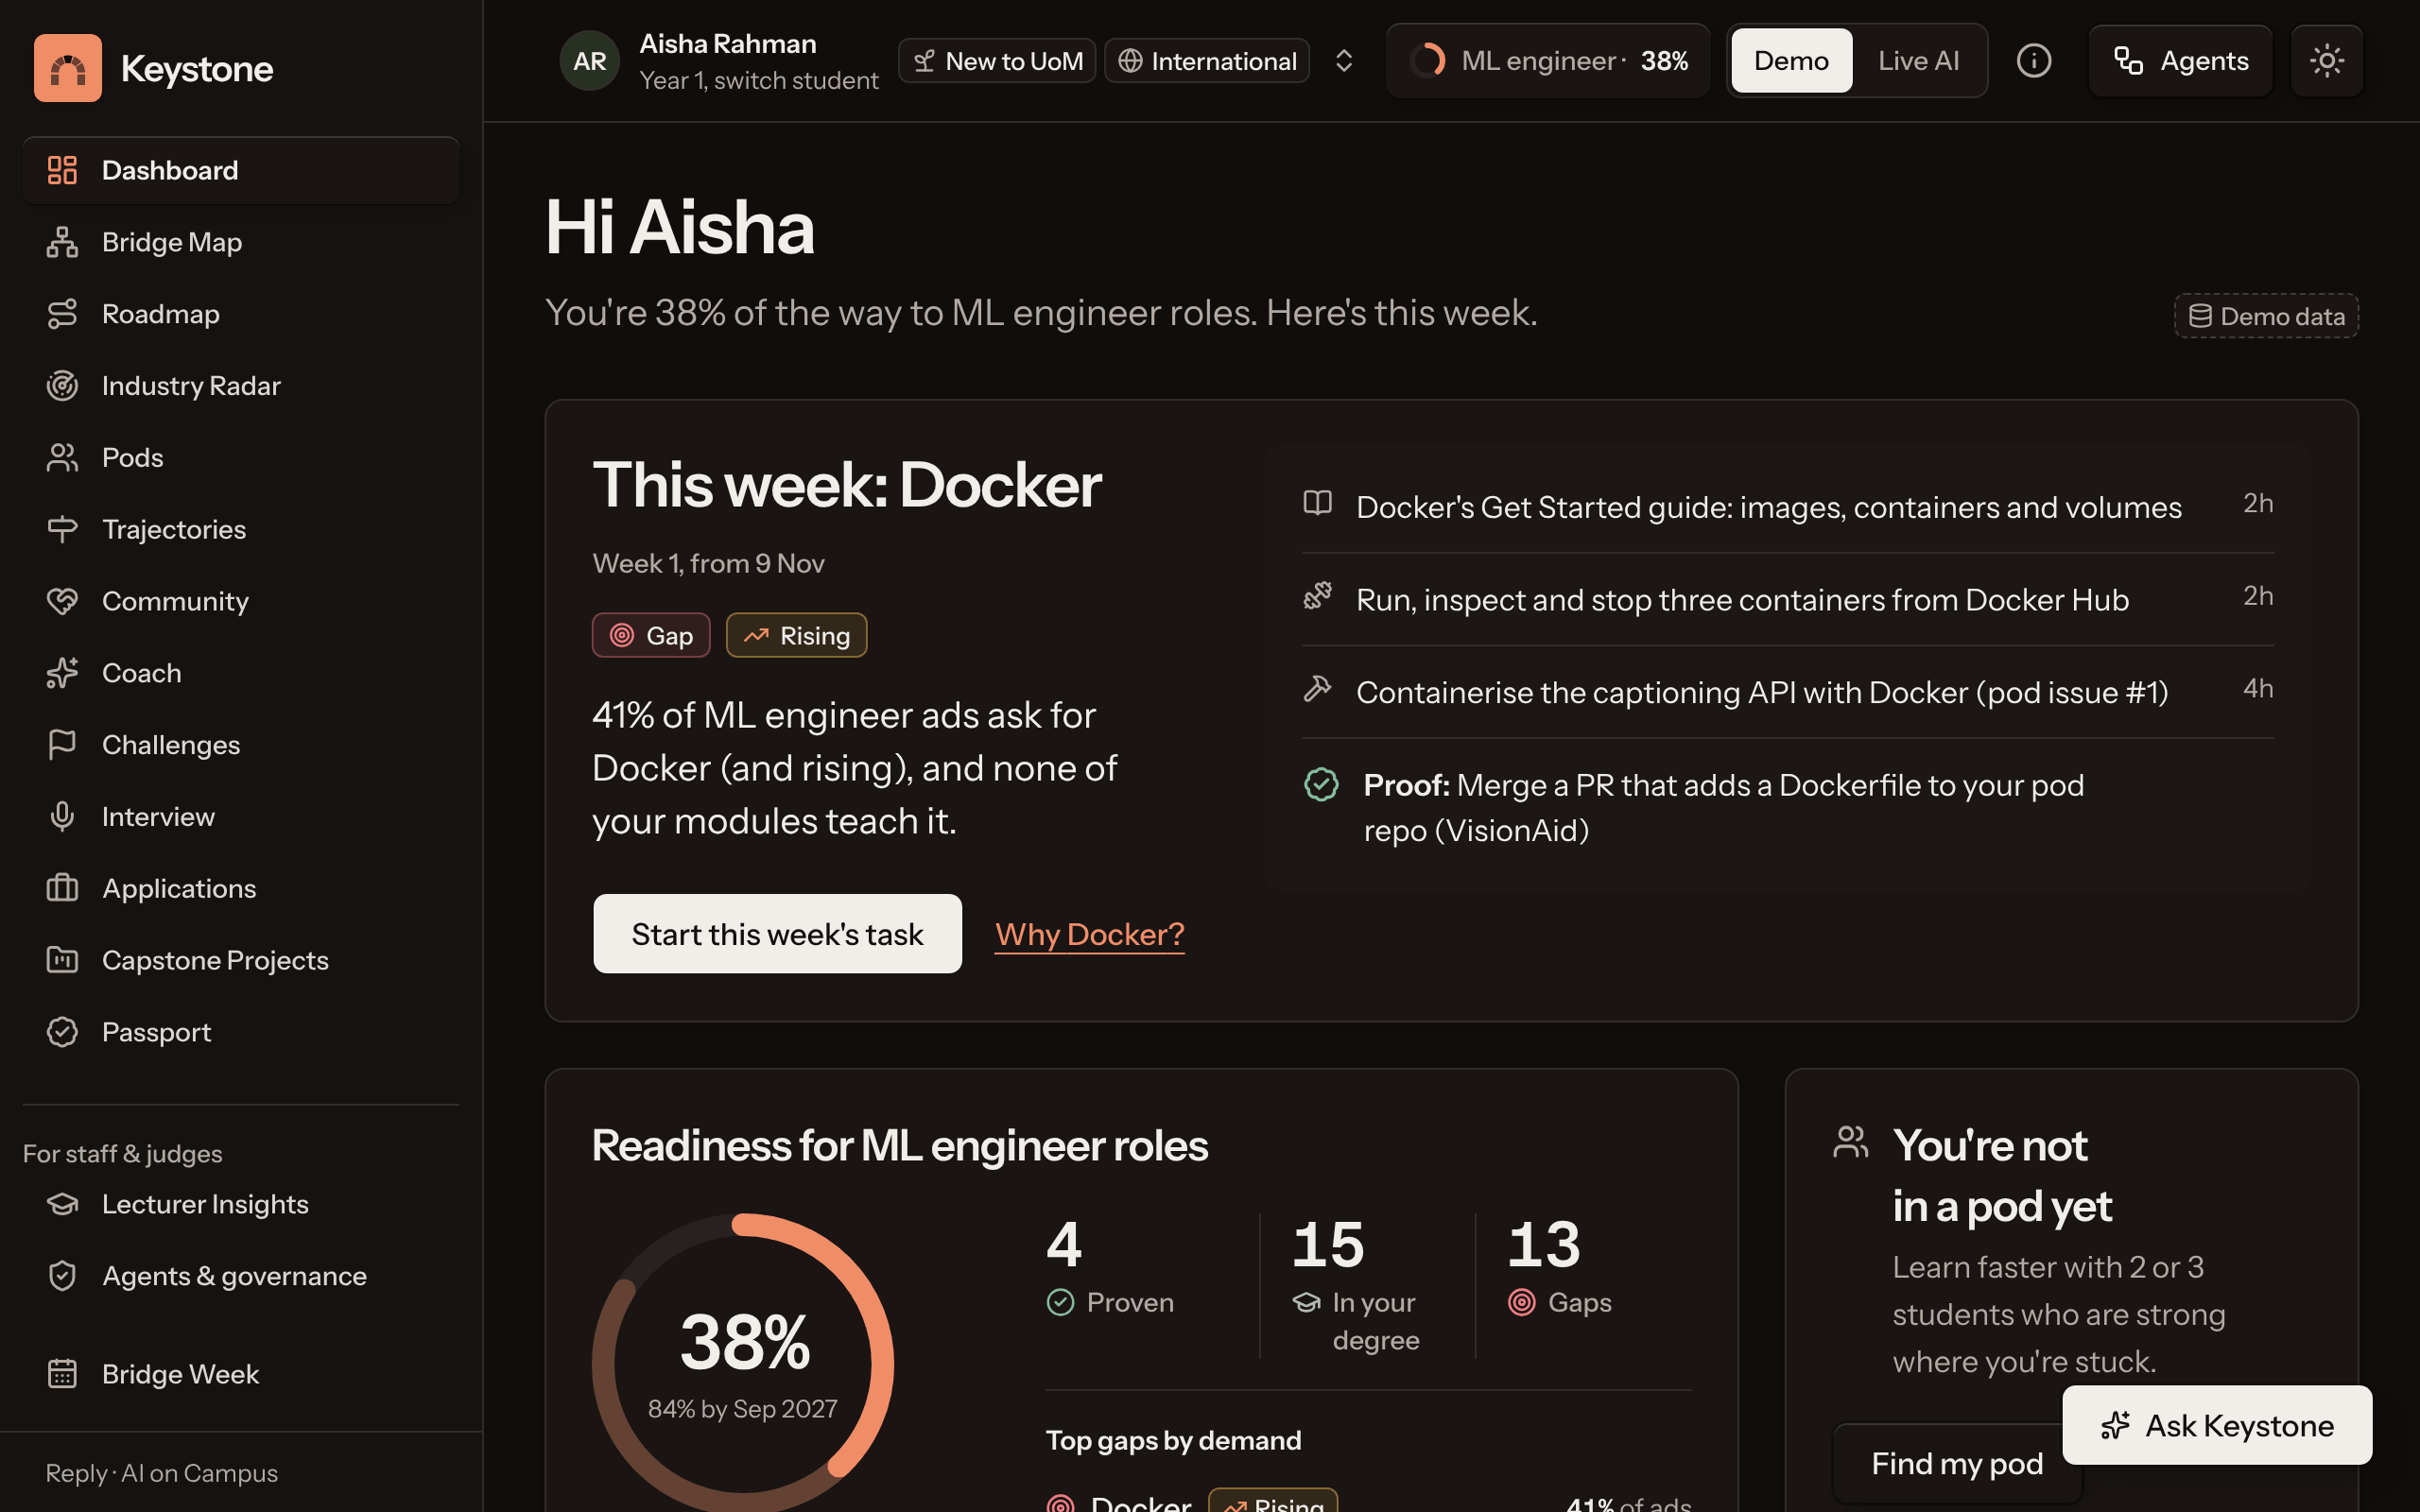 Keystone
Dashboard
Bridge Map
Roadmap
Industry Radar
Pods
Trajectories
Community
Coach
Challenges
Interview
Applications
Capstone Projects
Passport
For staff & judges
Lecturer Insights
Agents & governance
Bridge Week
Reply · AI on Campus
AR
Aisha Rahman
Year 1, switch student
New to UoM
International
ML engineer · 38%
Demo
Live AI
Agents
Hi Aisha
You're 38% of the way to ML engineer roles. Here's this week.
Demo data
This week: Docker
Week 1, from 9 Nov
Gap
Rising
41% of ML engineer ads ask for
Docker (and rising), and none of
your modules teach it.
Start this week's task
Why Docker?
Docker's Get Started guide: images, containers and volumes 2h
Run, inspect and stop three containers from Docker Hub 2h
Containerise the captioning API with Docker (pod issue #1) 4h
Proof: Merge a PR that adds a Dockerfile to your pod
repo (VisionAid)
Readiness for ML engineer roles
38%
84% by Sep 2027
4
Proven
15
In your
degree
13
Gaps
Top gaps by demand
Docker Rising 41% of ads
You're not
in a pod yet
Learn faster with 2 or 3
students who are strong
where you're stuck.
Find my pod
Ask Keystone